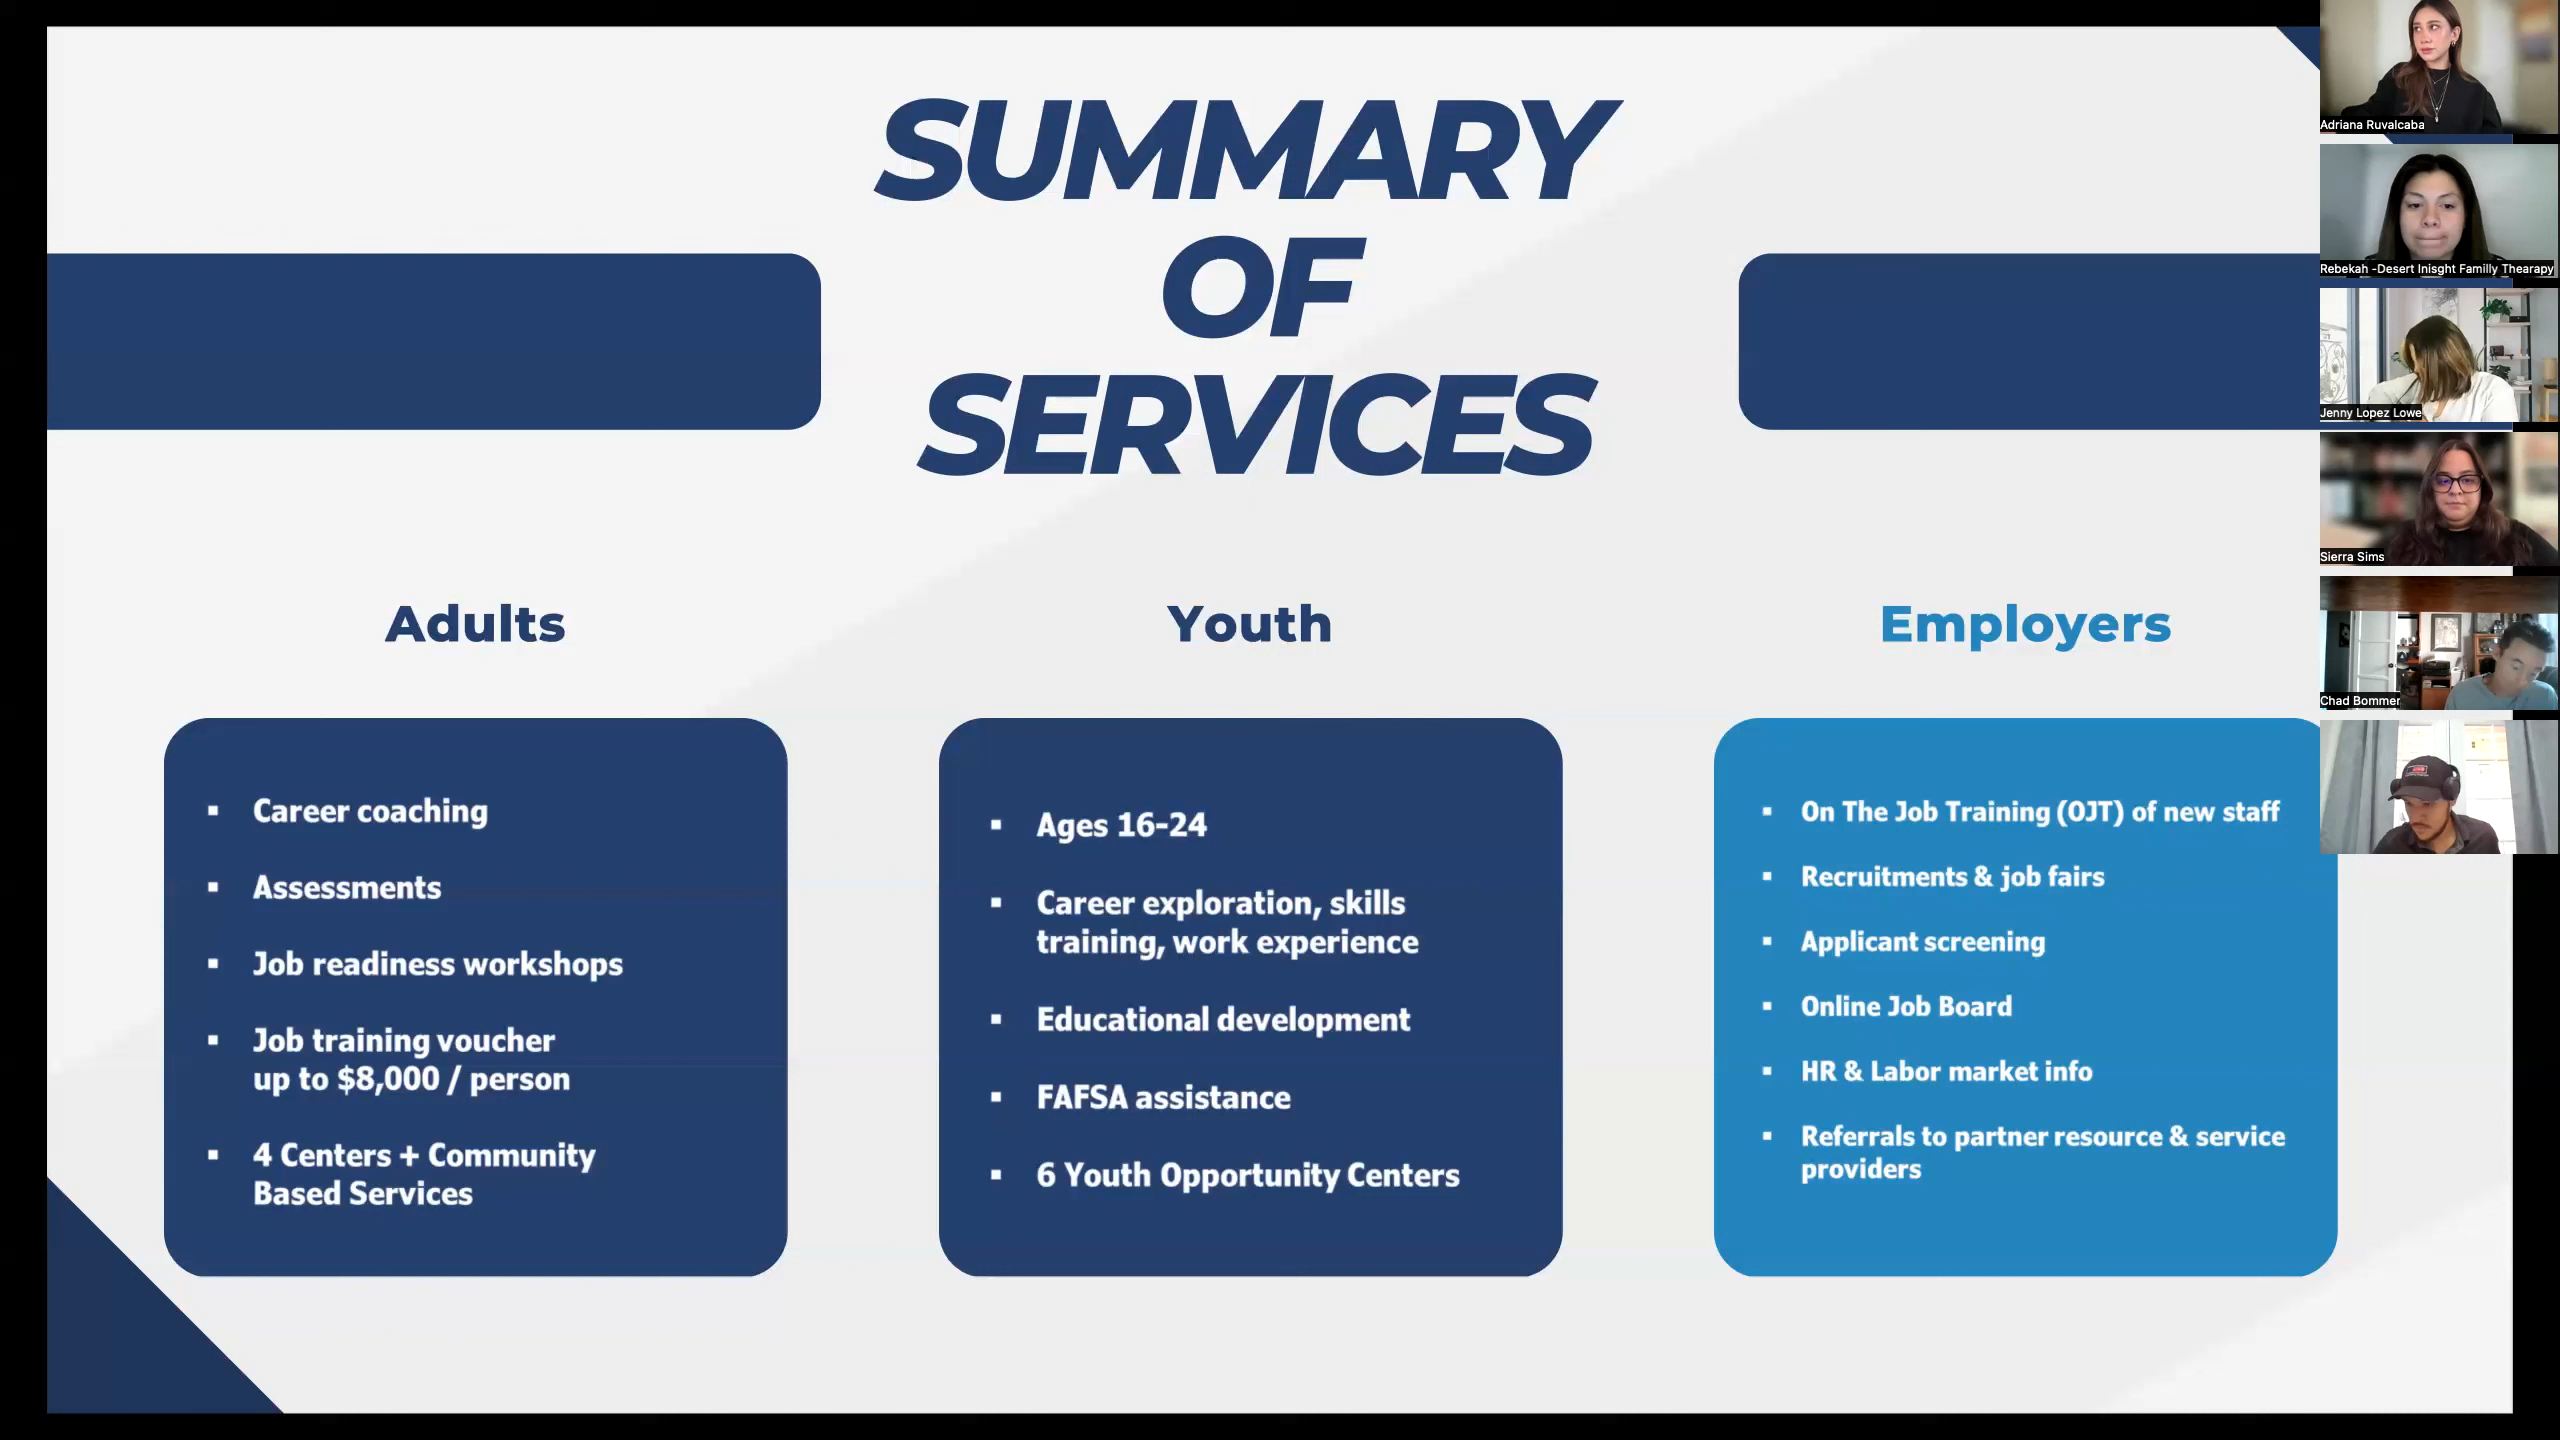 SUMMARY
OF
SERVICES
Adults
Career coaching
Assessments
Job readiness workshops
Job training voucher
up to $8,000 / person
4 Centers + Community
Based Services
Youth
Ages 16-24
Career exploration, skills
training, work experience
Educational development
FAFSA assistance
6 Youth Opportunity Centers
Employers
On The Job Training (OJT) of new staff
Recruitments & job fairs
Applicant screening
Online Job Board
HR & Labor market info
Referrals to partner resource & service
providers
Adriana Ruvalcaba
Rebekah -Desert Inisght Familly Thearapy
Jenny Lopez Lowe
Sierra Sims
Chad Bommer